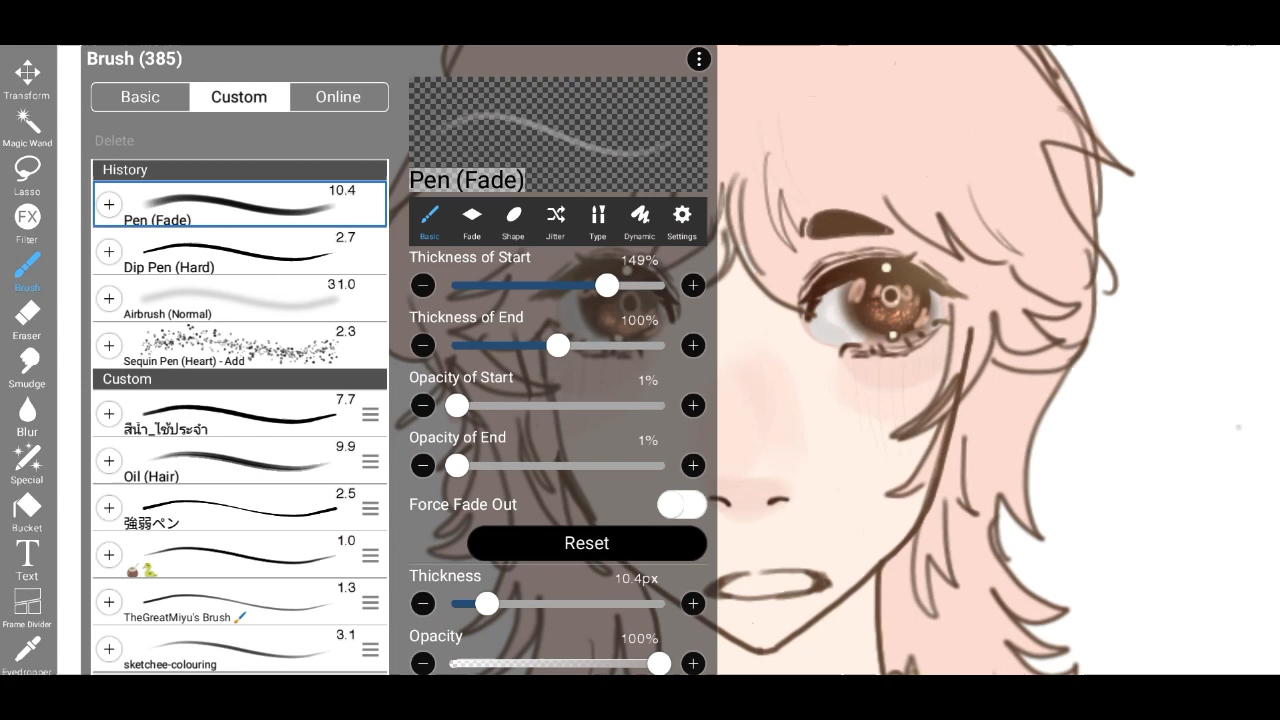 Transform
Magic Wand
Lasso
FX
Filter
Brush
Eraser
Smudge
Blur
Special
Bucket
T
Text
Frame Divider
Eyedropper
Brush (385)
Basic
Custom
Online
Delete
History
10.4
Pen (Fade)
2.7
Dip Pen (Hard)
31.0
Airbrush (Normal)
2.3
Sequin Pen (Heart) - Add
Custom
7.7
สีน้ำ_ใช้ประจำ
9.9
Oil (Hair)
2.5
強弱ペン
1.0
1.3
TheGreatMiyu's Brush 🖌️
3.1
sketchee-colouring
Pen (Fade)
Basic
Fade
Shape
Jitter
Type
Dynamic
Settings
Thickness of Start
149%
Thickness of End
100%
Opacity of Start
1%
Opacity of End
1%
Force Fade Out
Reset
Thickness
10.4px
Opacity
100%